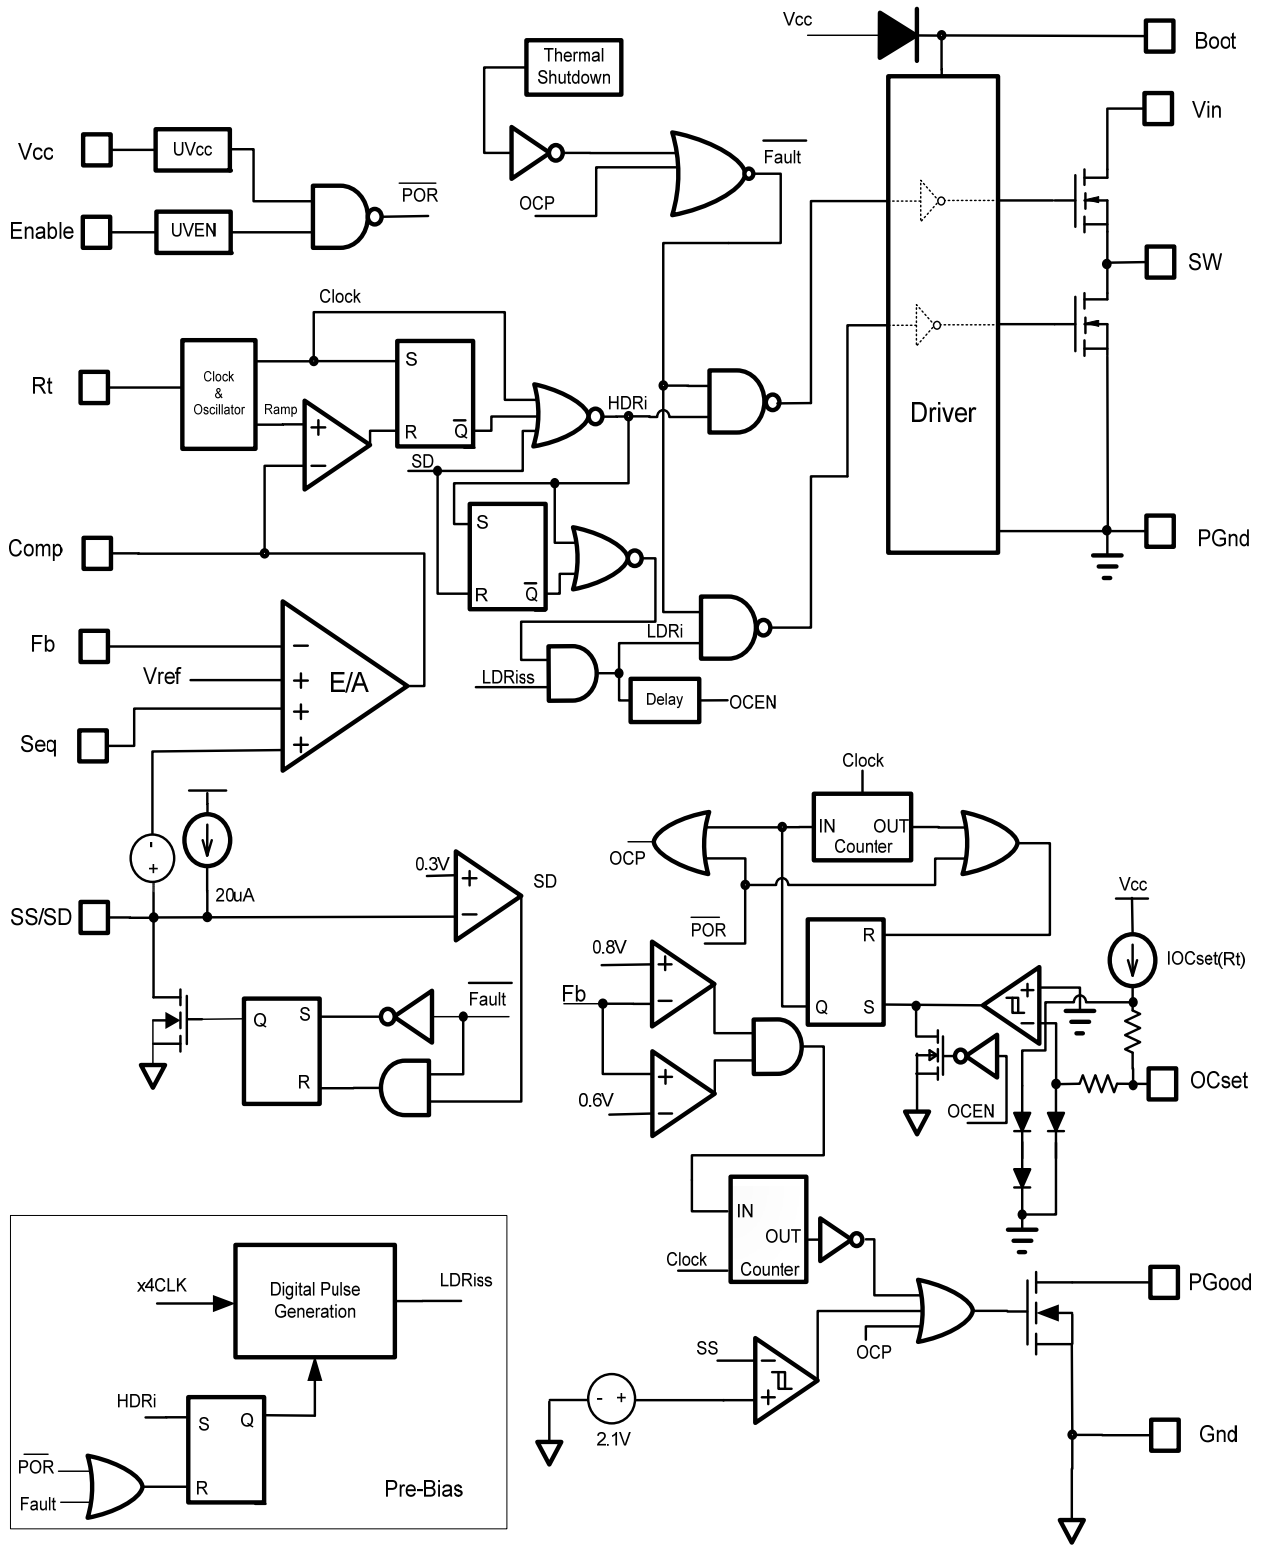 Vcc
Boot
Thermal
Shutdown
Vin
Vcc
UVcc
Fault
POR
OCP
Enable
UVEN
SW
Clock
Rt
Clock
&
Oscillator
Ramp
S
R
Q
+
−
HDRi
SD
Driver
S
R
Q
Comp
PGnd
Fb
Vref
E/A
−
+
+
+
LDRi
LDRiss
Delay
OCEN
Seq
Clock
IN
OUT
Counter
OCP
-
+
20uA
0.3V
+
−
SD
SS/SD
Vcc
POR
R
Q
S
IOCset(Rt)
0.8V
+
−
Fb
Fault
Q
S
R
+
−
0.6V
+
−
OCEN
OCset
IN
OUT
Counter
Clock
x4CLK
Digital Pulse
Generation
LDRiss
PGood
SS
OCP
−
+
HDRi
S
Q
R
- +
2.1V
Gnd
POR
Fault
Pre-Bias